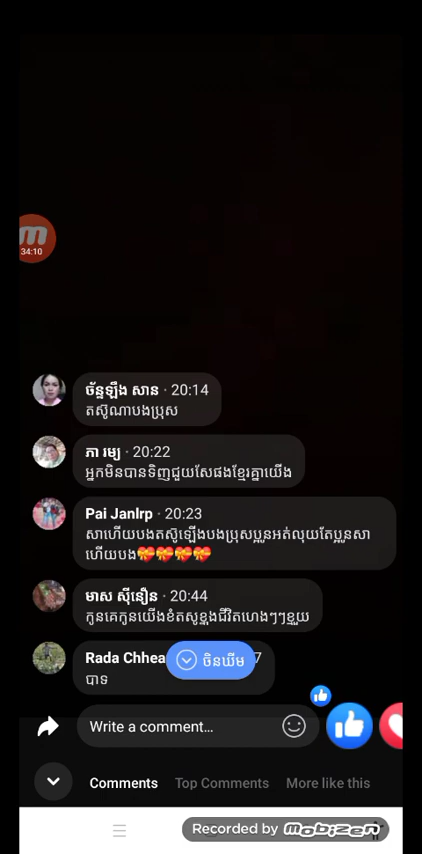 34:10
ច័ន្ទឡឹង សាន · 20:14
តស៊ូណាបងប្រុស
ភា រម្យ · 20:22
អ្នកមិនបានទិញជួយសែផងខ្មែរគ្នាយើង
Pai Janlrp · 20:23
សាហើយបងតស៊ូឡើងបងប្រុសប្អូនអត់លុយតែប្អូនសា
ហើយបង💝💝💝💝
មាស ស៊ីនឿន · 20:44
កូនគេកូនយើងខំតសូខ្នុងជីវិតហេងៗៗខ្មួយ
Rada Chhea
ចិនឃីម
បាទ
Write a comment...
Comments Top Comments More like this
Recorded by MOBIZEN